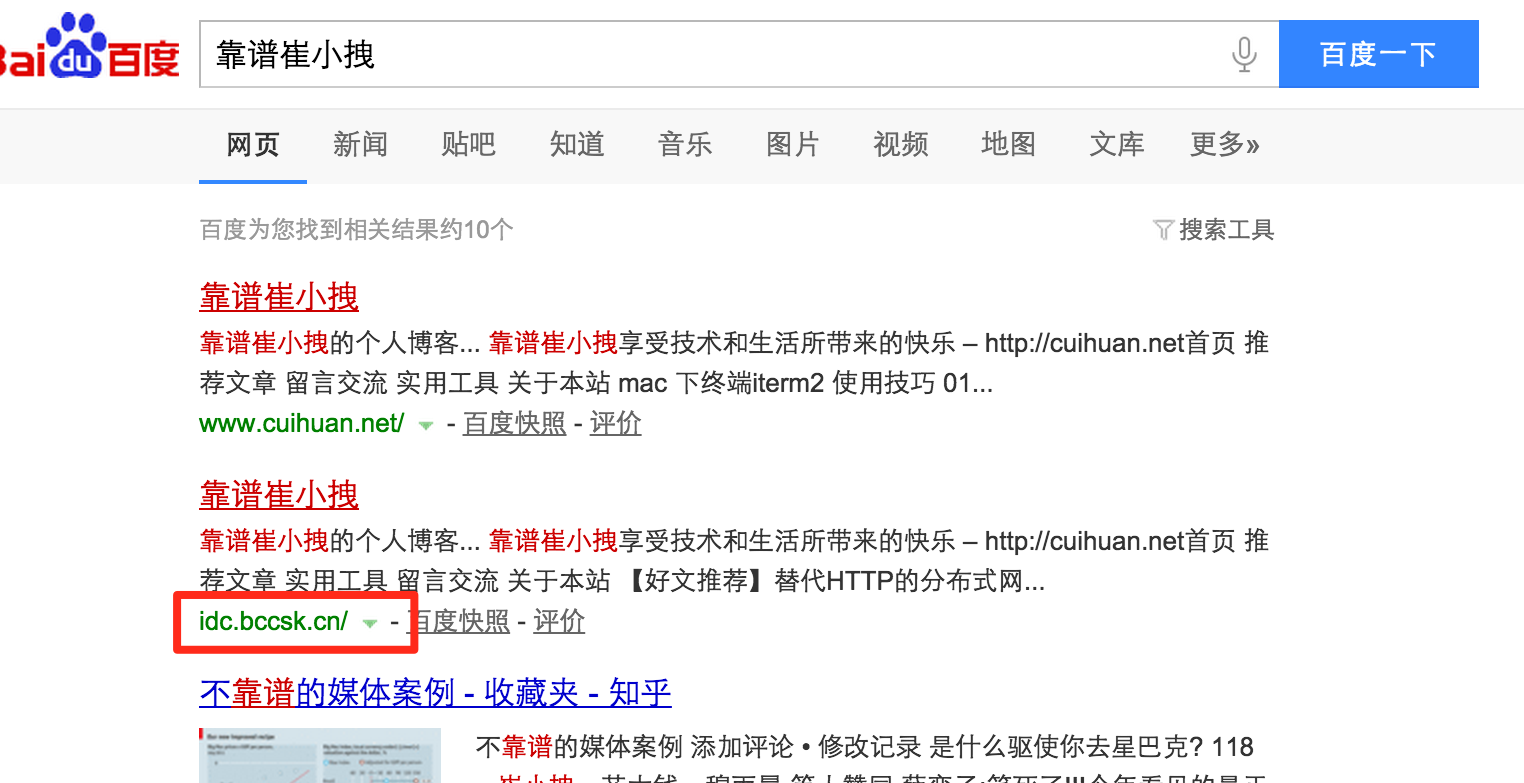 Bai du 百度 靠谱崔小拽 百度一下
网页 新闻 贴吧 知道 音乐 图片 视频 地图 文库 更多»
百度为您找到相关结果约10个 搜索工具
靠谱崔小拽
靠谱崔小拽的个人博客... 靠谱崔小拽享受技术和生活所带来的快乐 – http://cuihuan.net首页 推
荐文章 留言交流 实用工具 关于本站 mac 下终端iterm2 使用技巧 01...
www.cuihuan.net/ - 百度快照 - 评价
靠谱崔小拽
靠谱崔小拽的个人博客... 靠谱崔小拽享受技术和生活所带来的快乐 – http://cuihuan.net首页 推
荐文章 实用工具 留言交流 关于本站 【好文推荐】替代HTTP的分布式网...
idc.bccsk.cn/ - 百度快照 - 评价
不靠谱的媒体案例 - 收藏夹 - 知乎
Our new improved recipe
不靠谱的媒体案例 添加评论 • 修改记录 是什么驱使你去星巴克? 118